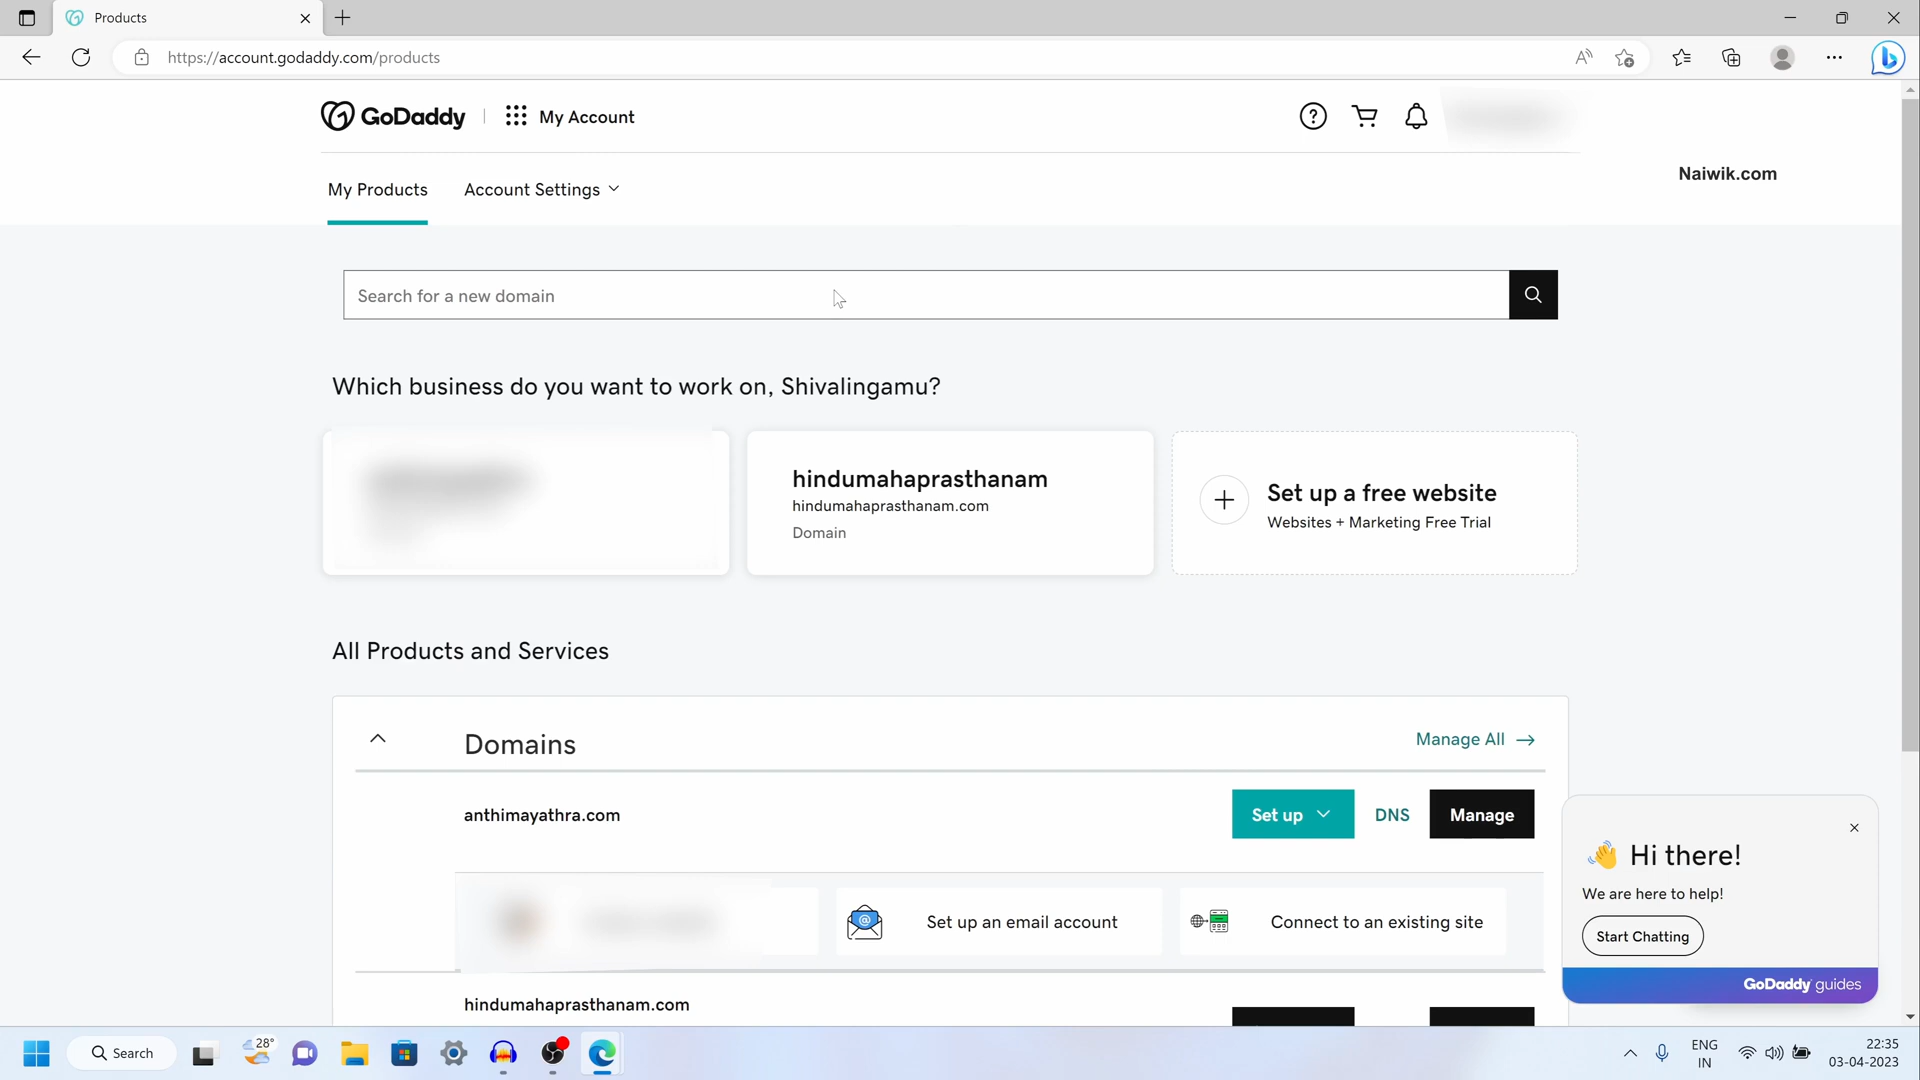 Products
https://account.godaddy.com/products
GoDaddy
My Account
My Products
Account Settings
Naiwik.com
Search for a new domain
Which business do you want to work on, Shivalingamu?
hindumahaprasthanam
hindumahaprasthanam.com
Domain
Set up a free website
Websites + Marketing Free Trial
All Products and Services
Domains
Manage All
anthimayathra.com
Set up
DNS
Manage
Set up an email account
Connect to an existing site
hindumahaprasthanam.com
Hi there!
We are here to help!
Start Chatting
GoDaddy guides
28°
Search
ENG
IN
22:35
03-04-2023